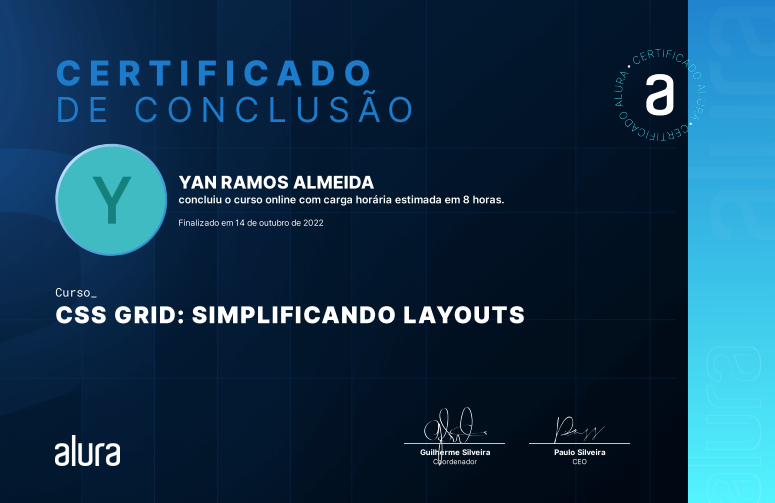 CERTIFICADO
DE CONCLUSÃO
CERTIFICADO ALURA • CERTIFICADO ALURA •
a
Y
YAN RAMOS ALMEIDA
concluiu o curso online com carga horária estimada em 8 horas.
Finalizado em 14 de outubro de 2022
Curso_
CSS GRID: SIMPLIFICANDO LAYOUTS
alura
Guilherme Silveira
Coordenador
Paulo Silveira
CEO
alura
alura